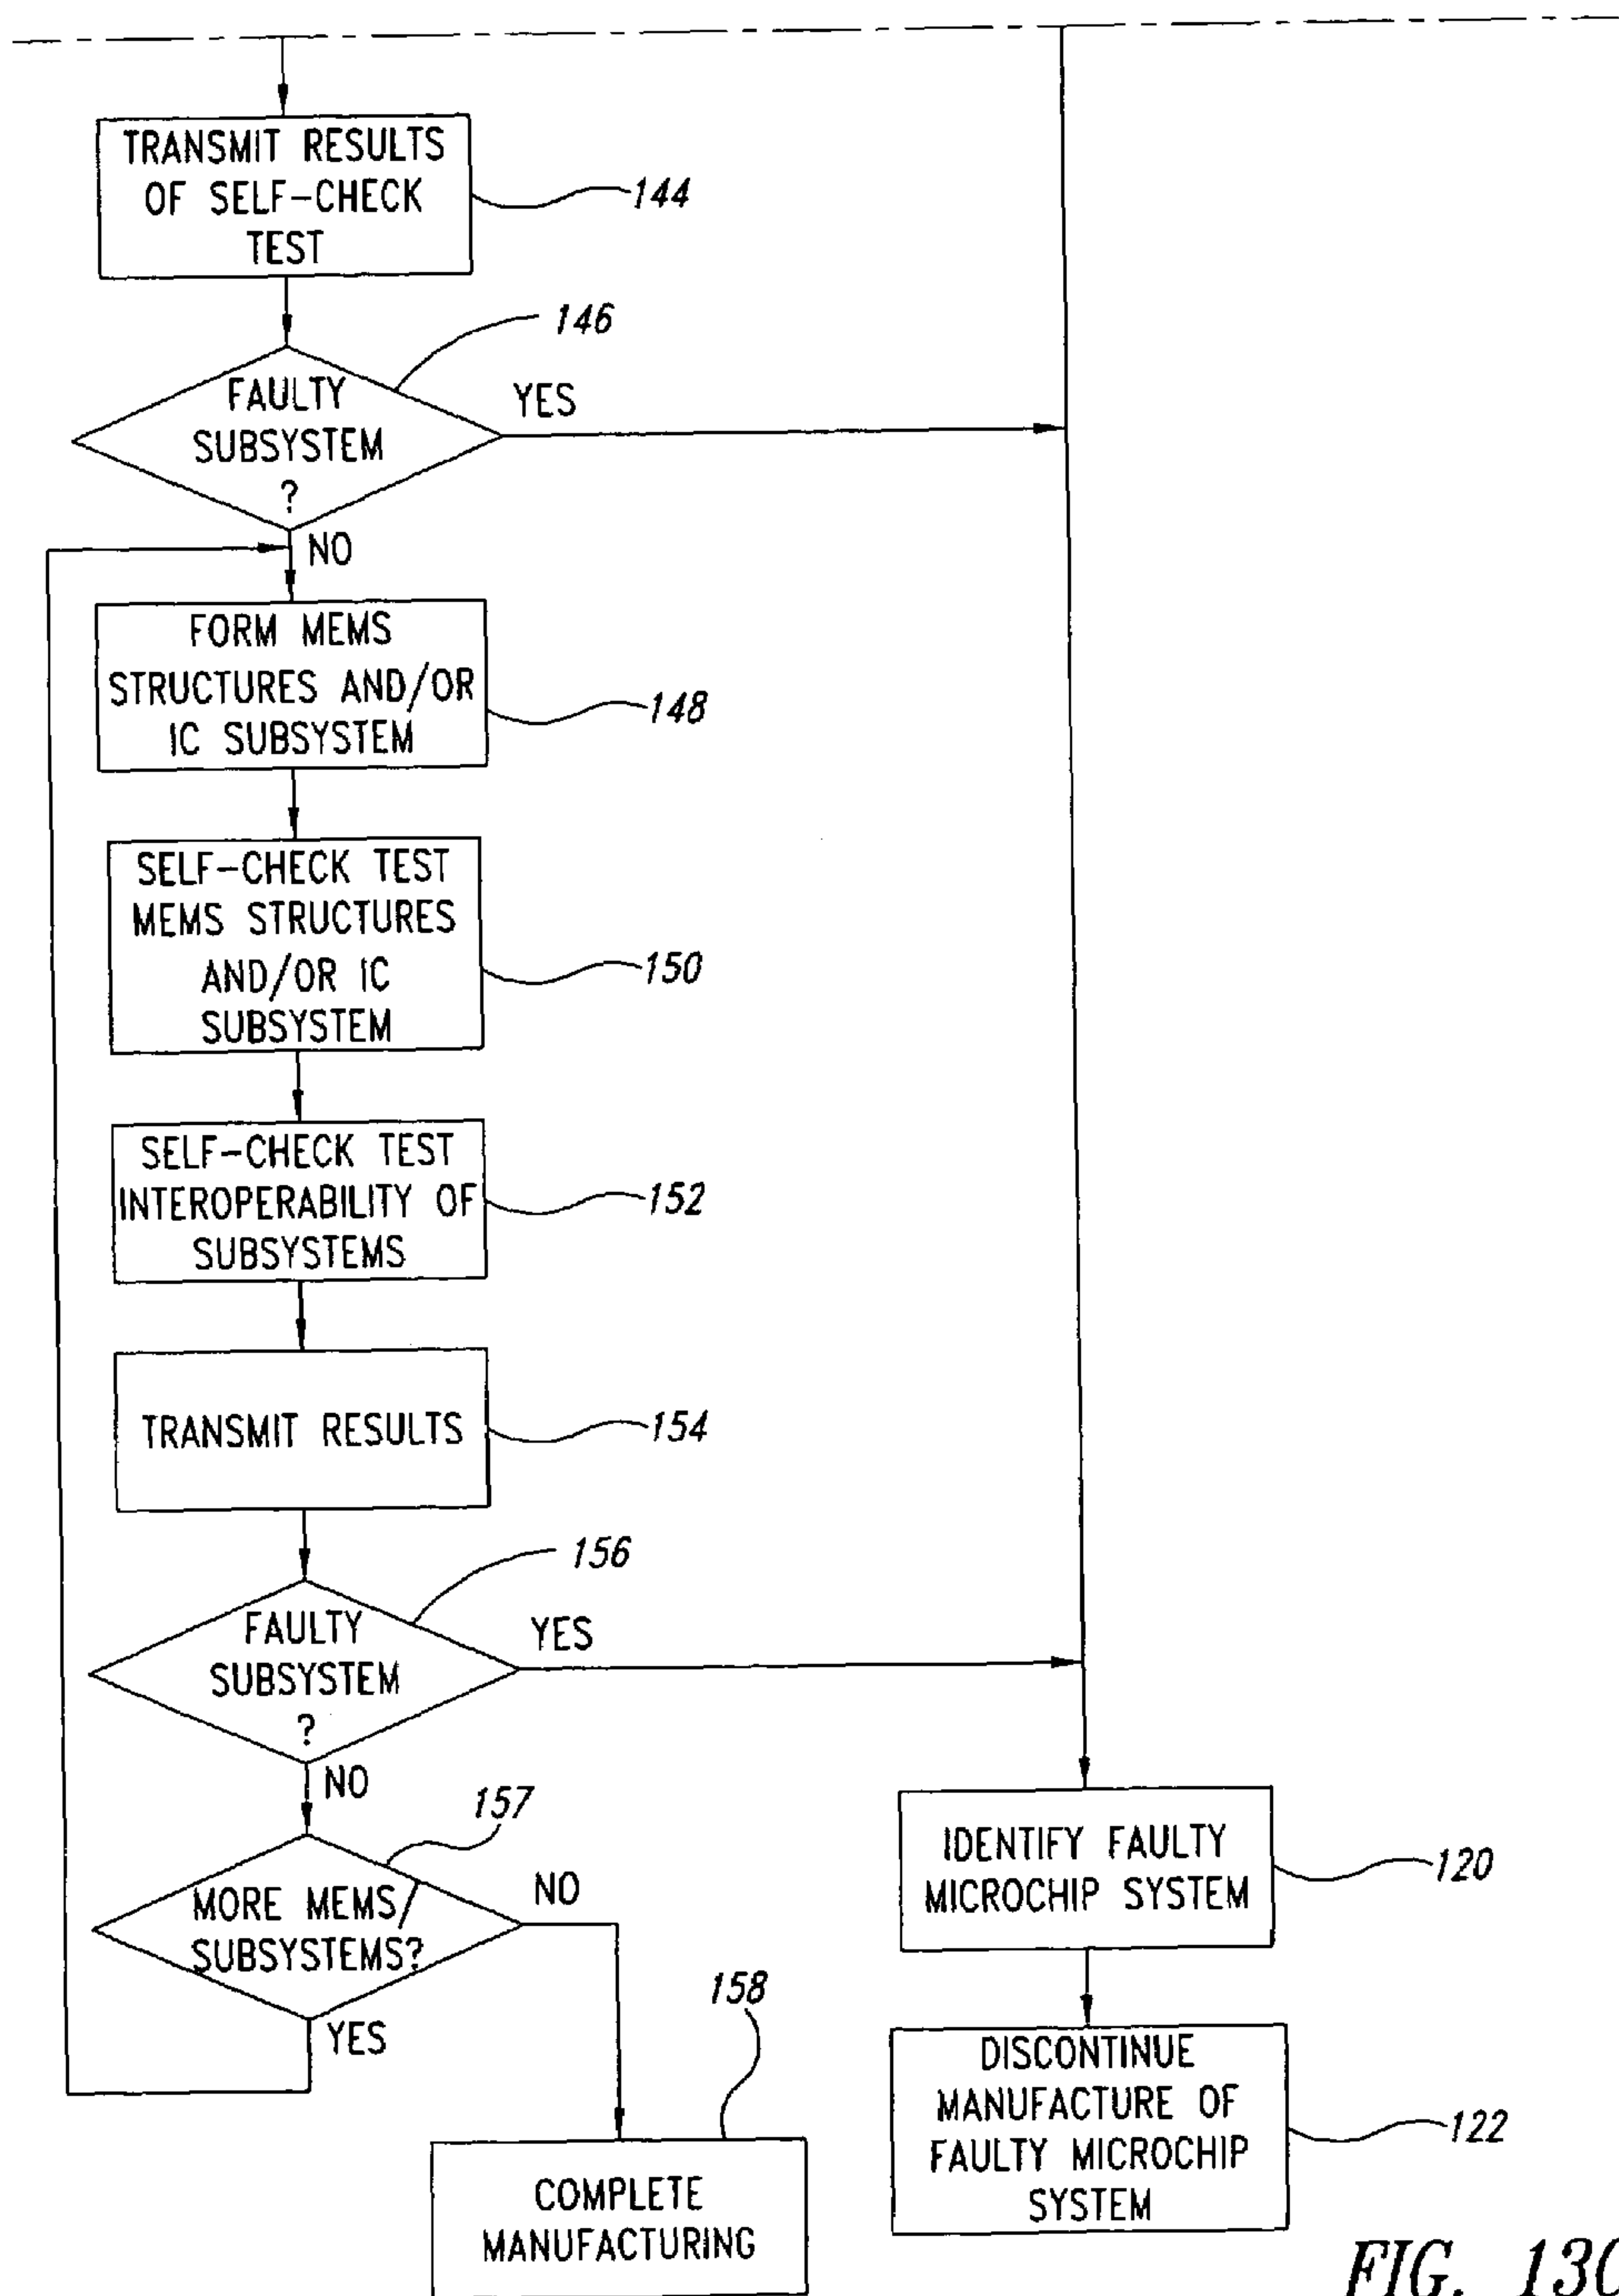 TRANSMIT RESULTS
OF SELF-CHECK
TEST
144
146
FAULTY
SUBSYSTEM
?
YES
NO
FORM MEMS
STRUCTURES AND/OR
IC SUBSYSTEM
148
SELF-CHECK TEST
MEMS STRUCTURES
AND/OR IC
SUBSYSTEM
150
SELF-CHECK TEST
INTEROPERABILITY OF
SUBSYSTEMS
152
TRANSMIT RESULTS
154
156
FAULTY
SUBSYSTEM
?
YES
NO
157
MORE MEMS/
SUBSYSTEMS?
NO
YES
158
COMPLETE
MANUFACTURING
IDENTIFY FAULTY
MICROCHIP SYSTEM
120
DISCONTINUE
MANUFACTURE OF
FAULTY MICROCHIP
SYSTEM
122
FIG.